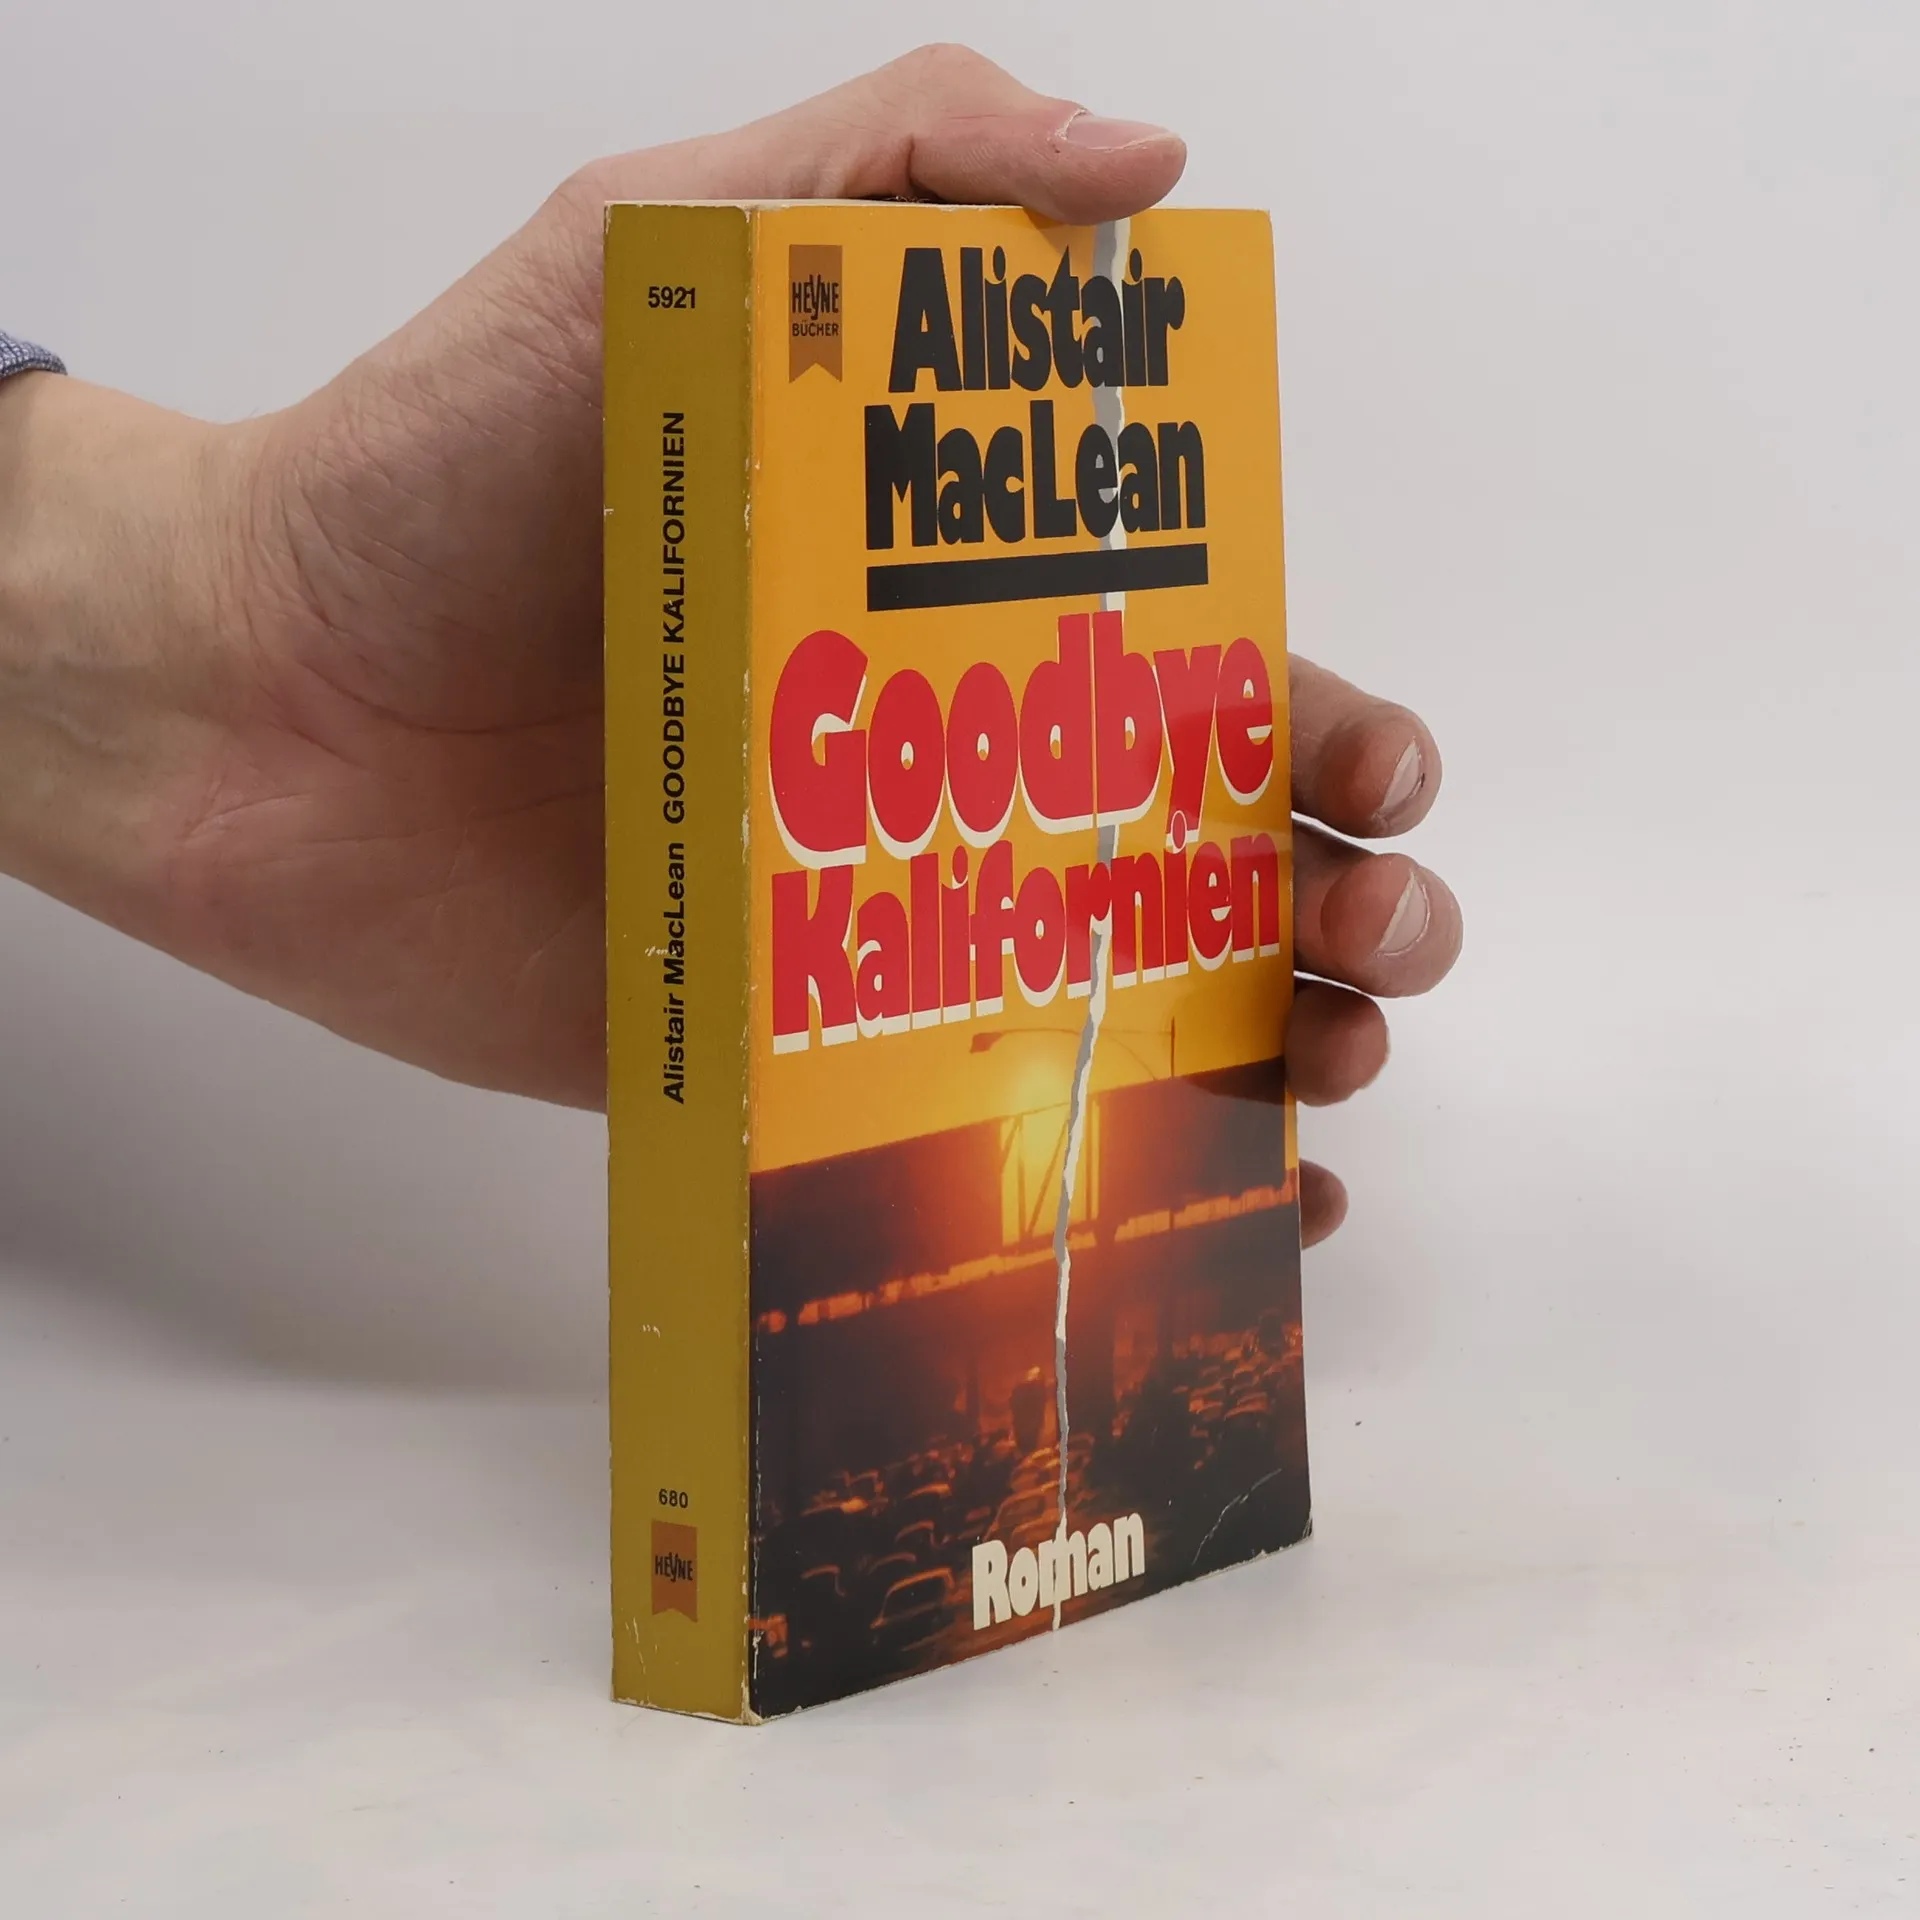 5921
Alistair MacLean GOODBYE KALIFORNIEN
680
HEYNE
HEYNE
BÜCHER
Alistair
MacLean
Goodbye
Kalifornien
Roman